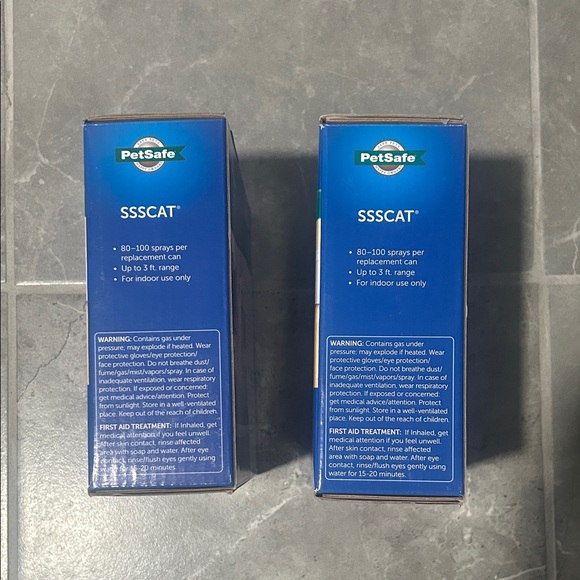 PetSafe
SSSCAT®
• 80–100 sprays per
replacement can
• Up to 3 ft. range
• For indoor use only
WARNING: Contains gas under
pressure; may explode if heated. Wear
protective gloves/eye protection/
face protection. Do not breathe dust/
fume/gas/mist/vapors/spray. In case of
inadequate ventilation, wear respiratory
protection. If exposed or concerned:
get medical advice/attention. Protect
from sunlight. Store in a well-ventilated
place. Keep out of the reach of children.
FIRST AID TREATMENT: If Inhaled, get
medical attention if you feel unwell.
After skin contact, rinse affected
area with soap and water. After eye
contact, rinse/flush eyes gently using
water for 15-20 minutes.
PetSafe
SSSCAT®
• 80–100 sprays per
replacement can
• Up to 3 ft. range
• For indoor use only
WARNING: Contains gas under
pressure; may explode if heated. Wear
protective gloves/eye protection/
face protection. Do not breathe dust/
fume/gas/mist/vapors/spray. In case of
inadequate ventilation, wear respiratory
protection. If exposed or concerned:
get medical advice/attention. Protect
from sunlight. Store in a well-ventilated
place. Keep out of the reach of children.
FIRST AID TREATMENT: If Inhaled, get
medical attention if you feel unwell.
After skin contact, rinse affected
area with soap and water. After eye
contact, rinse/flush eyes gently using
water for 15-20 minutes.